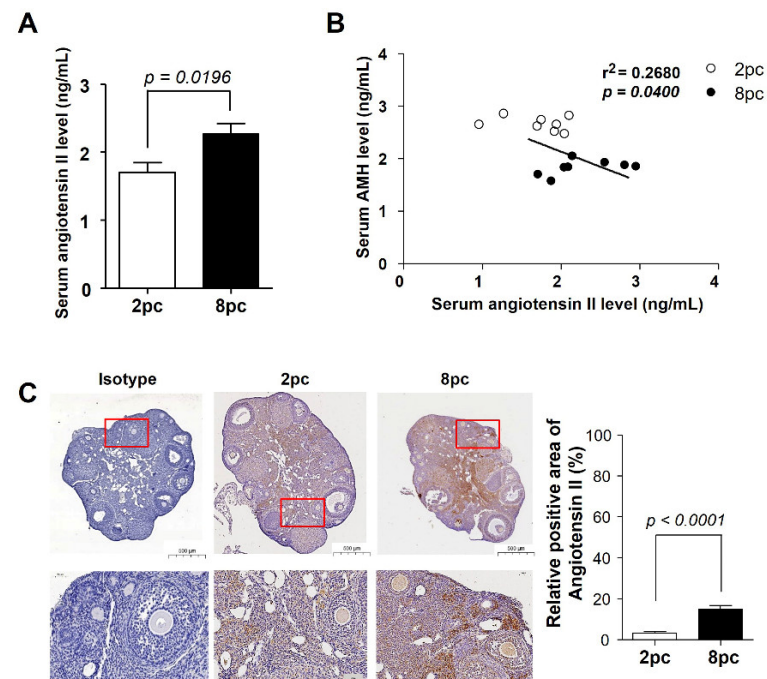 A
Serum angiotensin II level (ng/mL)
3
2
1
0
p = 0.0196
2pc
8pc
B
Serum AMH level (ng/mL)
4
3
2
1
0
r² = 0.2680
p = 0.0400
2pc
8pc
0
1
2
3
4
Serum angiotensin II level (ng/mL)
C
Isotype
2pc
8pc
500 µm
500 µm
500 µm
Relative positive area of
Angiotensin II (%)
100
80
60
40
20
0
p < 0.0001
2pc
8pc